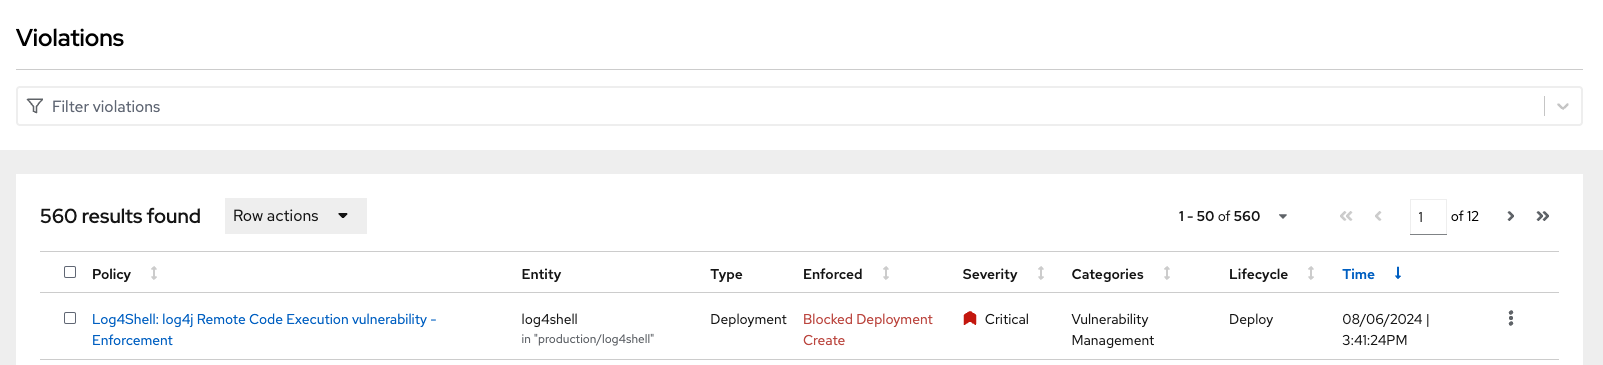 Violations
Filter violations
560 results found Row actions 1 - 50 of 560 1 of 12
Policy Entity Type Enforced Severity Categories Lifecycle Time
Log4Shell: log4j Remote Code Execution vulnerability - log4shell Deployment Blocked Deployment Critical Vulnerability Deploy 08/06/2024 |
Enforcement in "production/log4shell" Create Management 3:41:24PM